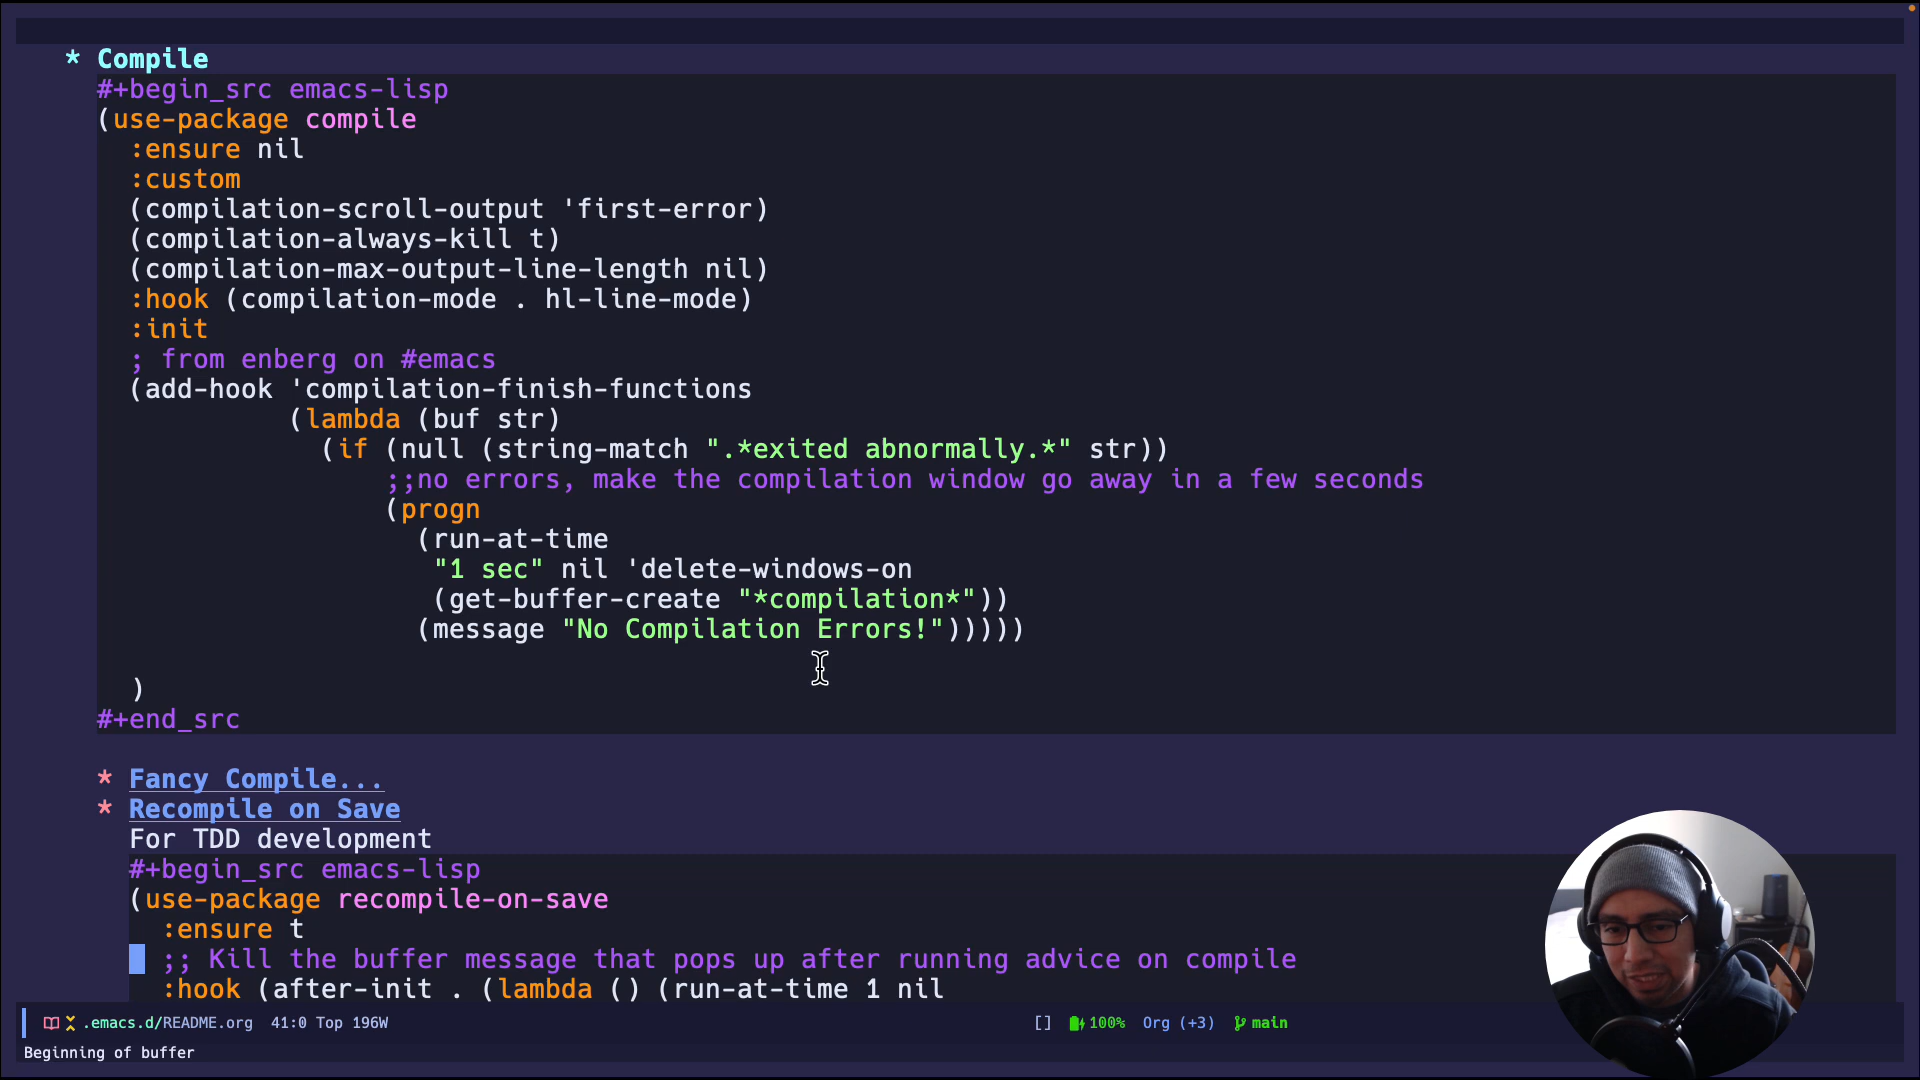 * Compile
#+begin_src emacs-lisp
(use-package compile
:ensure nil
:custom
(compilation-scroll-output 'first-error)
(compilation-always-kill t)
(compilation-max-output-line-length nil)
:hook (compilation-mode . hl-line-mode)
:init
; from enberg on #emacs
(add-hook 'compilation-finish-functions
(lambda (buf str)
(if (null (string-match ".*exited abnormally.*" str))
;;no errors, make the compilation window go away in a few seconds
(progn
(run-at-time
"1 sec" nil 'delete-windows-on
(get-buffer-create "*compilation*"))
(message "No Compilation Errors!")))))
)
#+end_src
* Fancy Compile...
* Recompile on Save
For TDD development
#+begin_src emacs-lisp
(use-package recompile-on-save
:ensure t
;; Kill the buffer message that pops up after running advice on compile
:hook (after-init . (lambda () (run-at-time 1 nil
.emacs.d/README.org 41:0 Top 196W [] 100% Org (+3) main
Beginning of buffer